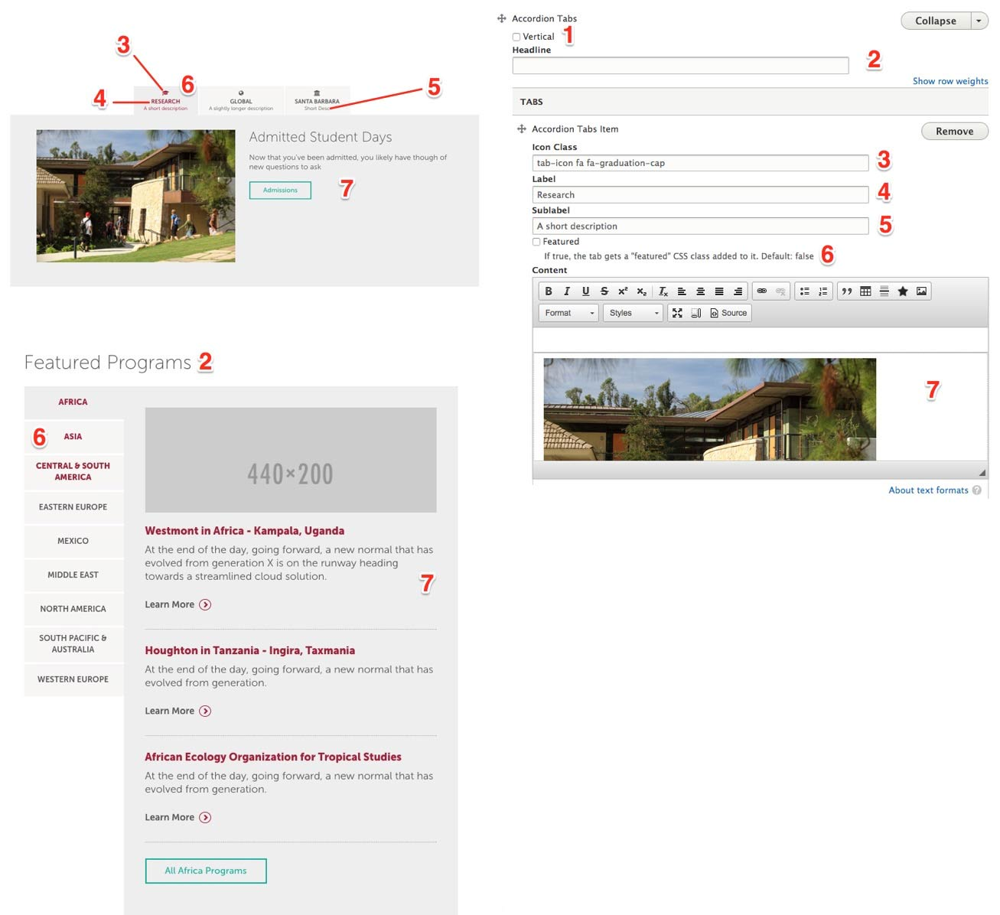 3
6
4
5
RESEARCH
A short description
GLOBAL
A slightly longer description
SANTA BARBARA
Short Desc
Admitted Student Days
Now that you've been admitted, you likely have though of
new questions to ask
Admissions
7
Featured Programs 2
AFRICA
6
ASIA
CENTRAL & SOUTH
AMERICA
EASTERN EUROPE
MEXICO
MIDDLE EAST
NORTH AMERICA
SOUTH PACIFIC &
AUSTRALIA
WESTERN EUROPE
440×200
Westmont in Africa - Kampala, Uganda
At the end of the day, going forward, a new normal that has
evolved from generation X is on the runway heading
towards a streamlined cloud solution.
7
Learn More
Houghton in Tanzania - Ingira, Taxmania
At the end of the day, going forward, a new normal that has
evolved from generation.
Learn More
African Ecology Organization for Tropical Studies
At the end of the day, going forward, a new normal that has
evolved from generation.
Learn More
All Africa Programs
Accordion Tabs
Collapse
Vertical 1
Headline
2
Show row weights
TABS
Accordion Tabs Item
Remove
Icon Class
tab-icon fa fa-graduation-cap 3
Label
Research 4
Sublabel
A short description 5
Featured
If true, the tab gets a "featured" CSS class added to it. Default: false 6
Content
B I U S x² x₂ Tx
Format Styles Source
7
About text formats ?